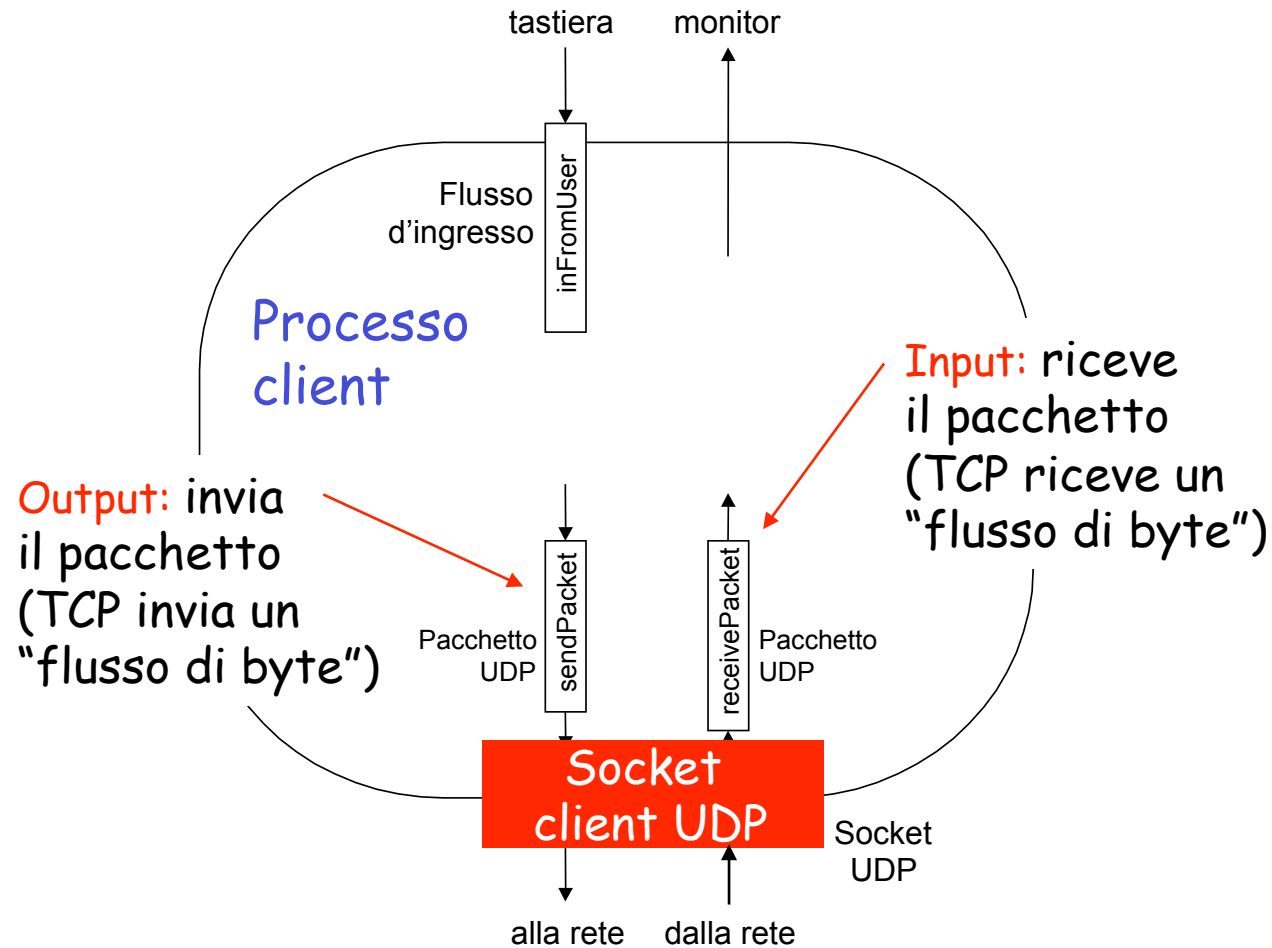 tastiera
monitor
Flusso
d'ingresso
inFromUser
Processo
client
Input: riceve
il pacchetto
(TCP riceve un
“flusso di byte”)
Output: invia
il pacchetto
(TCP invia un
“flusso di byte”)
Pacchetto
UDP
sendPacket
receivePacket
Pacchetto
UDP
Socket
client UDP
Socket
UDP
alla rete
dalla rete